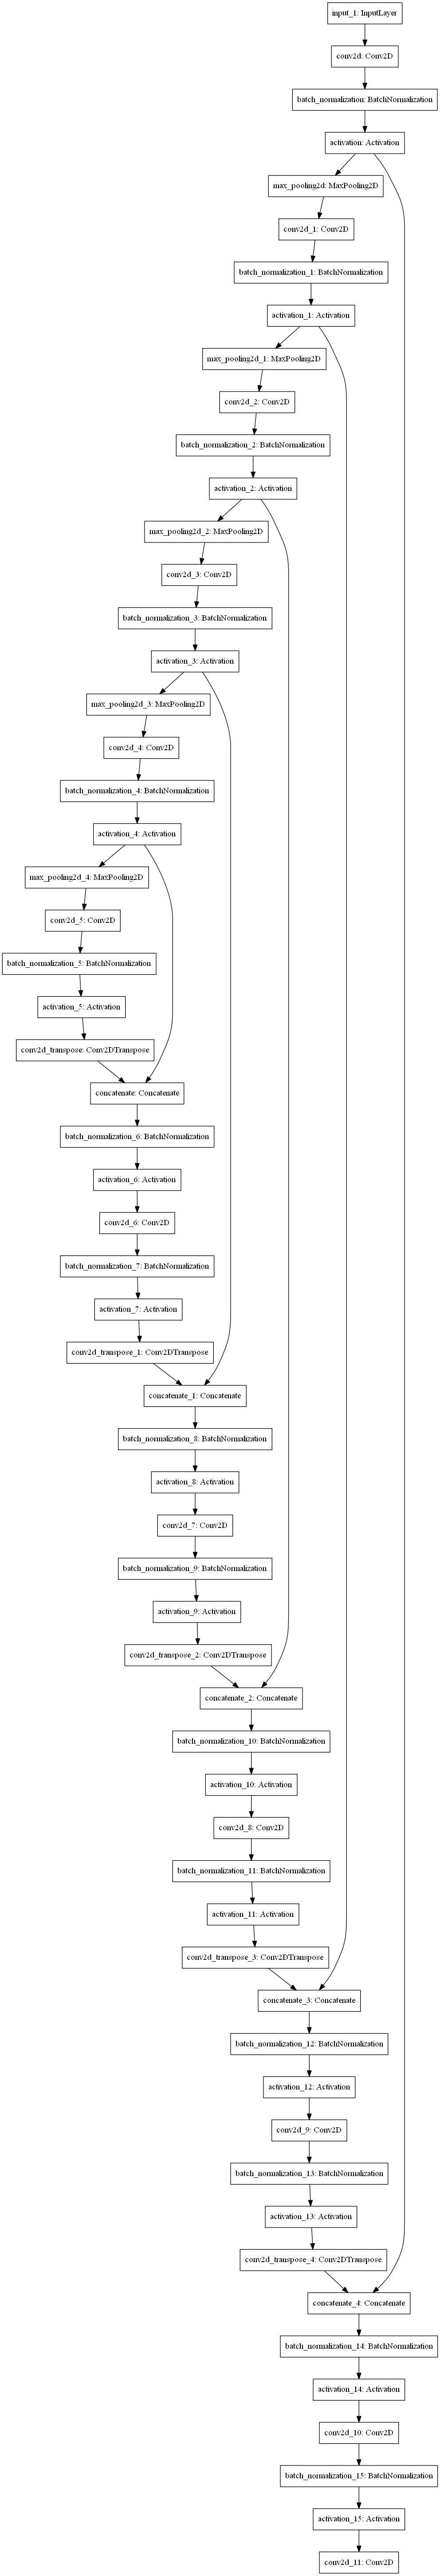 input_1: InputLayer
conv2d: Conv2D
batch_normalization: BatchNormalization
activation: Activation
max_pooling2d: MaxPooling2D
conv2d_1: Conv2D
batch_normalization_1: BatchNormalization
activation_1: Activation
max_pooling2d_1: MaxPooling2D
conv2d_2: Conv2D
batch_normalization_2: BatchNormalization
activation_2: Activation
max_pooling2d_2: MaxPooling2D
conv2d_3: Conv2D
batch_normalization_3: BatchNormalization
activation_3: Activation
max_pooling2d_3: MaxPooling2D
conv2d_4: Conv2D
batch_normalization_4: BatchNormalization
activation_4: Activation
max_pooling2d_4: MaxPooling2D
conv2d_5: Conv2D
batch_normalization_5: BatchNormalization
activation_5: Activation
conv2d_transpose: Conv2DTranspose
concatenate: Concatenate
batch_normalization_6: BatchNormalization
activation_6: Activation
conv2d_6: Conv2D
batch_normalization_7: BatchNormalization
activation_7: Activation
conv2d_transpose_1: Conv2DTranspose
concatenate_1: Concatenate
batch_normalization_8: BatchNormalization
activation_8: Activation
conv2d_7: Conv2D
batch_normalization_9: BatchNormalization
activation_9: Activation
conv2d_transpose_2: Conv2DTranspose
concatenate_2: Concatenate
batch_normalization_10: BatchNormalization
activation_10: Activation
conv2d_8: Conv2D
batch_normalization_11: BatchNormalization
activation_11: Activation
conv2d_transpose_3: Conv2DTranspose
concatenate_3: Concatenate
batch_normalization_12: BatchNormalization
activation_12: Activation
conv2d_9: Conv2D
batch_normalization_13: BatchNormalization
activation_13: Activation
conv2d_transpose_4: Conv2DTranspose
concatenate_4: Concatenate
batch_normalization_14: BatchNormalization
activation_14: Activation
conv2d_10: Conv2D
batch_normalization_15: BatchNormalization
activation_15: Activation
conv2d_11: Conv2D